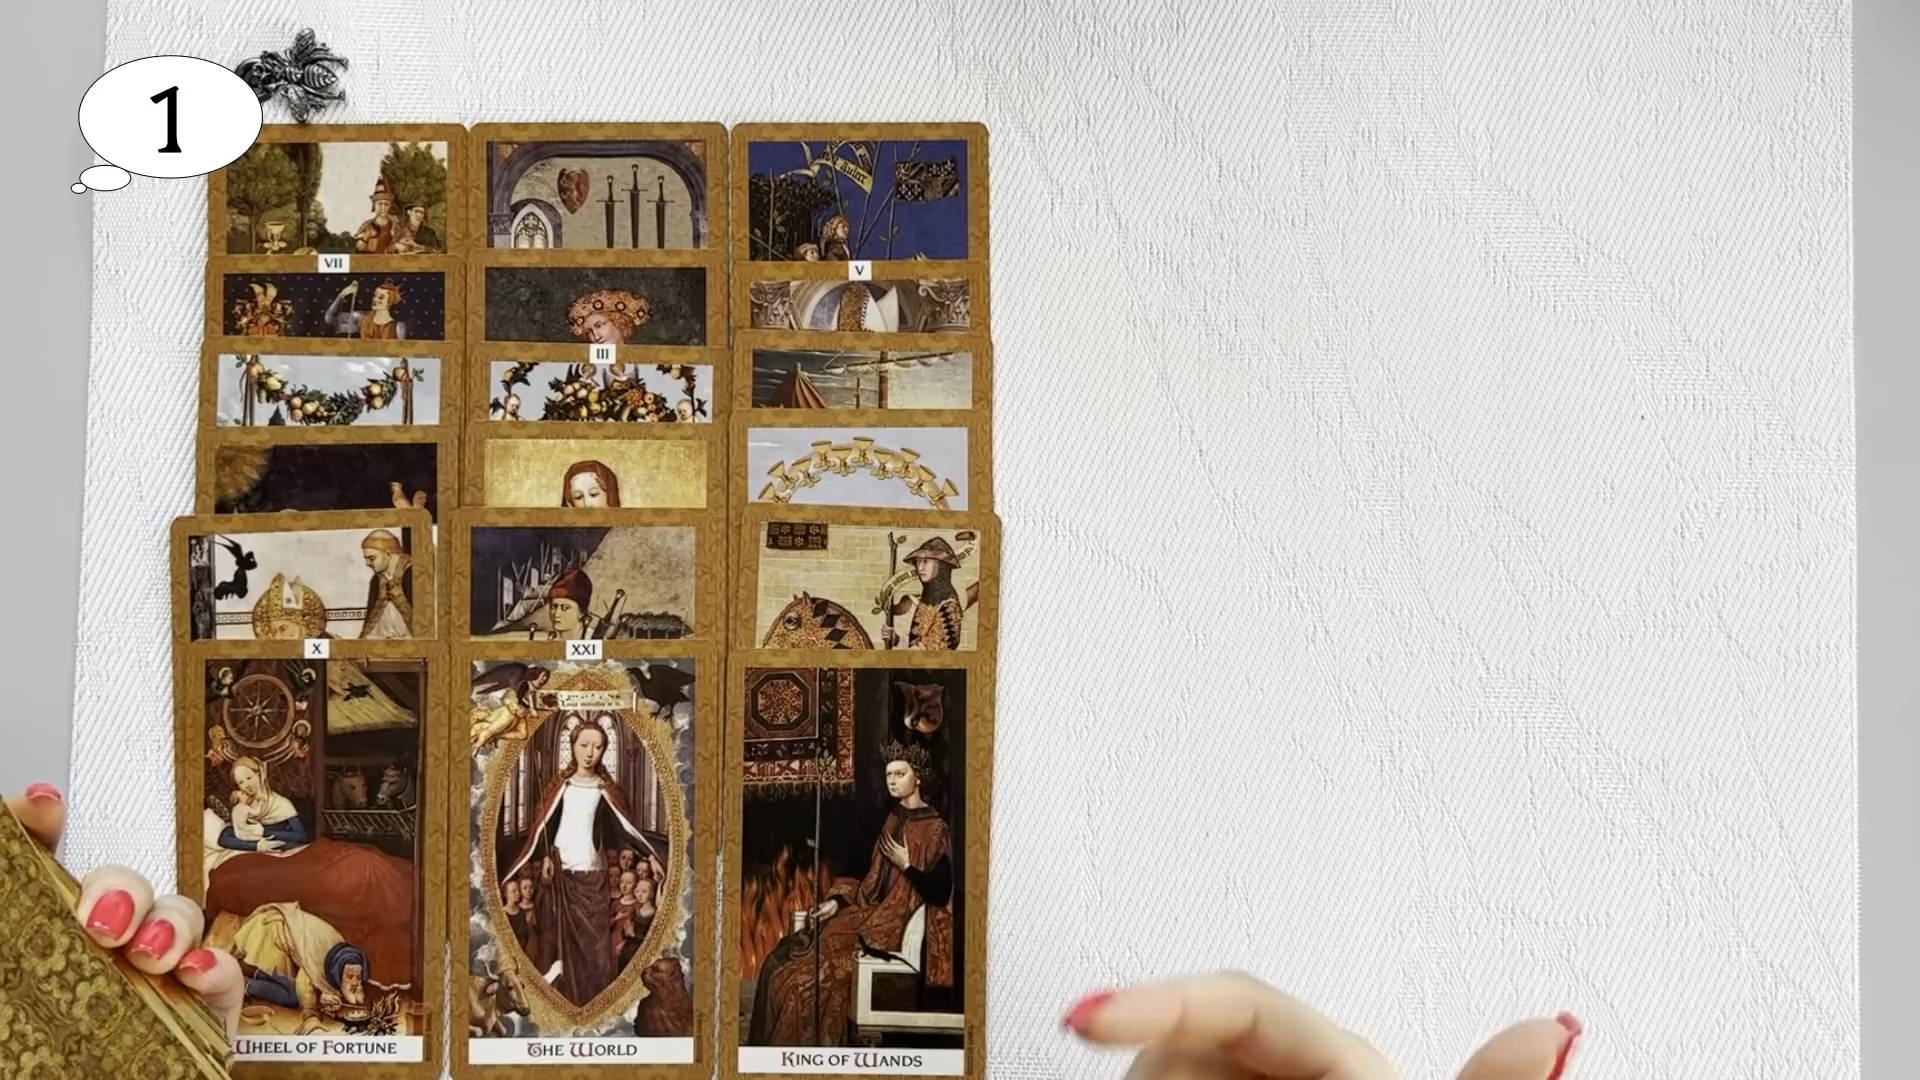 1
VII
V
III
X
XXI
WHEEL OF FORTUNE
THE WORLD
KING OF WANDS